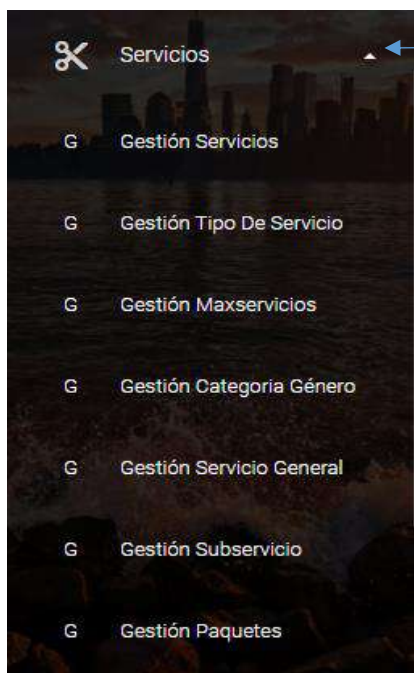 Servicios
G Gestión Servicios
G Gestión Tipo De Servicio
G Gestión Maxservicios
G Gestión Categoria Género
G Gestión Servicio General
G Gestión Subservicio
G Gestión Paquetes